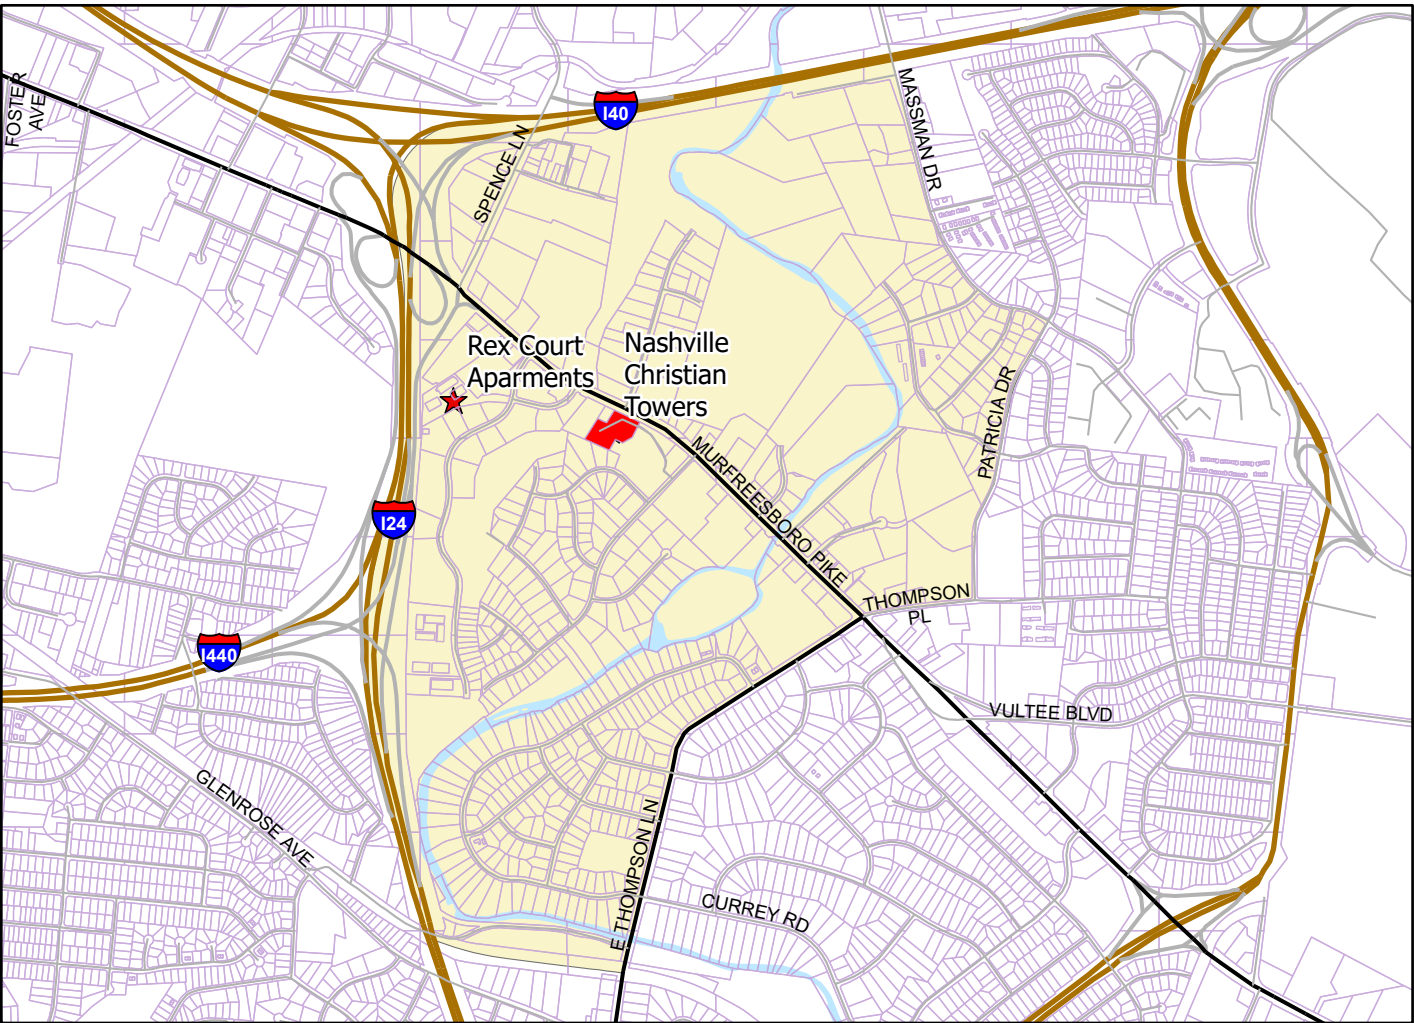 FOSTER
AVE
I40
MASSMAN DR
SPENCE LN
Rex Court
Aparments
Nashville
Christian
Towers
PATRICIA DR
MURFREESBORO PIKE
I24
THOMPSON
PL
I440
VULTEE BLVD
GLENROSE AVE
E THOMPSON LN
CURREY RD